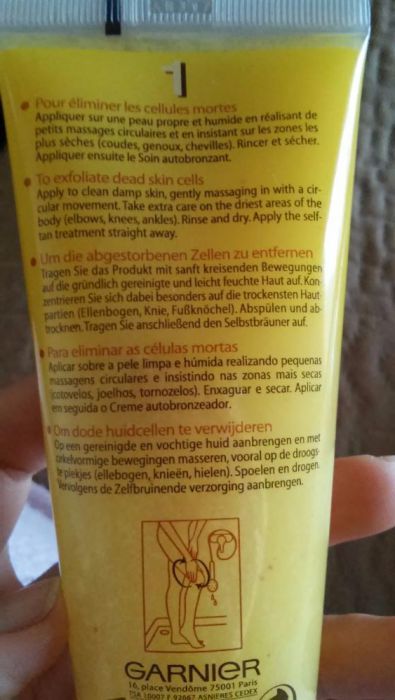 1
• Pour éliminer les cellules mortes
Appliquer sur une peau propre et humide en réalisant de
petits massages circulaires et en insistant sur les zones les
plus sèches (coudes, genoux, chevilles). Rincer et sécher.
Appliquer ensuite le Soin autobronzant.
• To exfoliate dead skin cells
Apply to clean damp skin, gently massaging in with a cir-
cular movement. Take extra care on the driest areas of the
body (elbows, knees, ankles). Rinse and dry. Apply the self-
tan treatment straight away.
• Um die abgestorbenen Zellen zu entfernen
Tragen Sie das Produkt mit sanft kreisenden Bewegungen
auf die gründlich gereinigte und leicht feuchte Haut auf. Kon-
zentrieren Sie sich dabei besonders auf die trockensten Haut-
partien (Ellenbogen, Knie, Fußknöchel). Abspülen und ab-
trocknen. Tragen Sie anschließend den Selbstbräuner auf.
• Para eliminar as células mortas
Aplicar sobre a pele limpa e húmida realizando pequenas
massagens circulares e insistindo nas zonas mais secas
(cotovelos, joelhos, tornozelos). Enxaguar e secar. Aplicar
em seguida o Creme autobronzeador.
• Om dode huidcellen te verwijderen
Op een gereinigde en vochtige huid aanbrengen en met
cirkelvormige bewegingen masseren, vooral op de droogs-
te plekjes (ellebogen, knieën, hielen). Spoelen en drogen.
Vervolgens de Zelfbruinende verzorging aanbrengen.
GARNIER
16, place Vendôme 75001 Paris
TSA 10007 F-92667 ASNIERES CEDEX